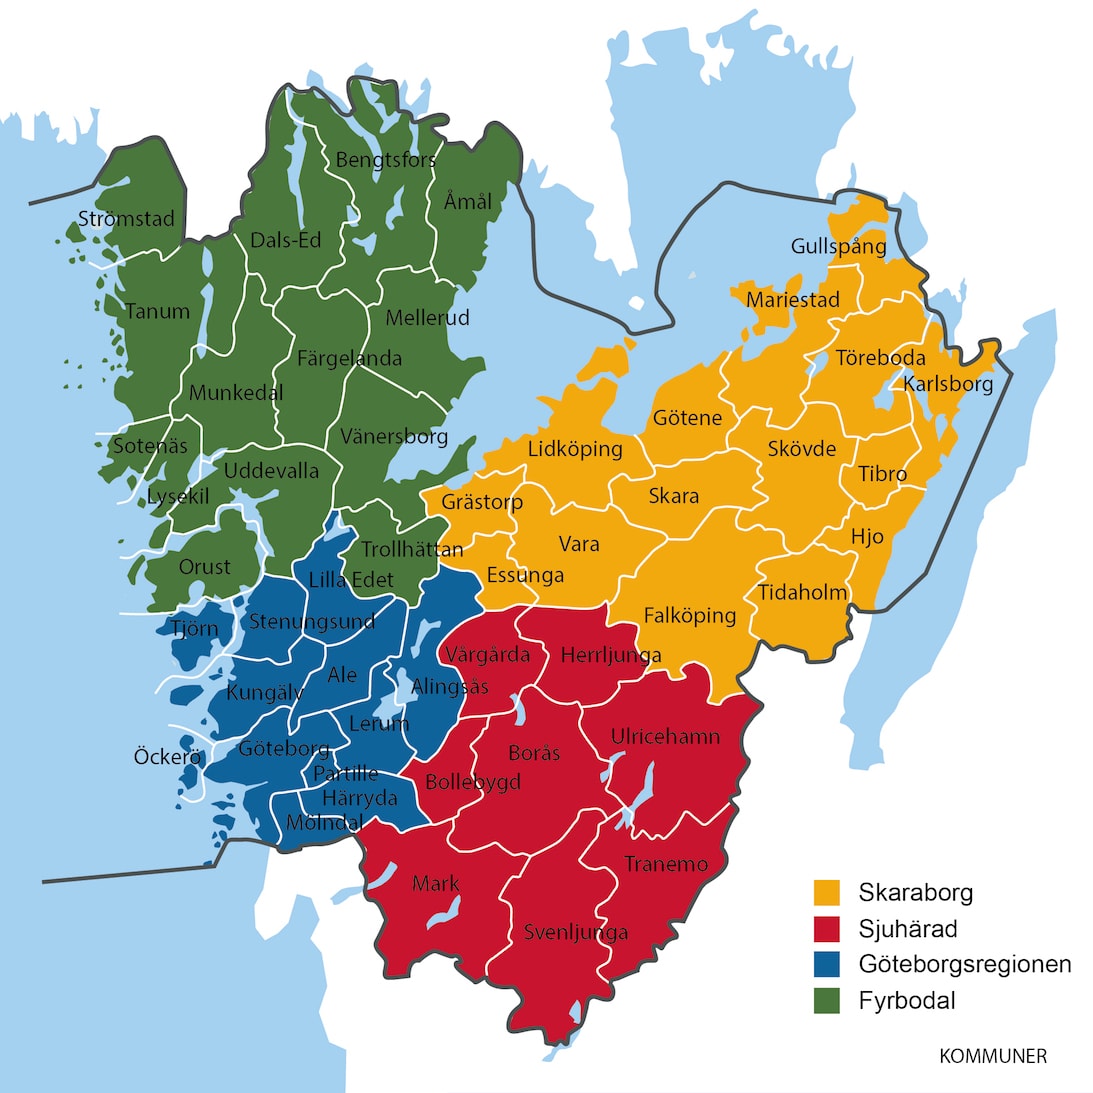 Bengtsfors
Åmål
Strömstad
Dals-Ed
Gullspång
Mariestad
Tanum
Mellerud
Färgelanda
Töreboda
Karlsborg
Munkedal
Götene
Vänersborg
Sotenäs
Lidköping
Skövde
Uddevalla
Tibro
Lysekil
Grästorp
Skara
Hjo
Vara
Trollhättan
Orust
Lilla Edet
Essunga
Tidaholm
Falköping
Tjörn
Stenungsund
Vårgårda
Herrljunga
Ale
Alingsås
Kungälv
Lerum
Ulricehamn
Öckerö
Göteborg
Borås
Partille
Bollebygd
Härryda
Mölndal
Tranemo
Mark
Svenljunga
Skaraborg
Sjuhärad
Göteborgsregionen
Fyrbodal
KOMMUNER